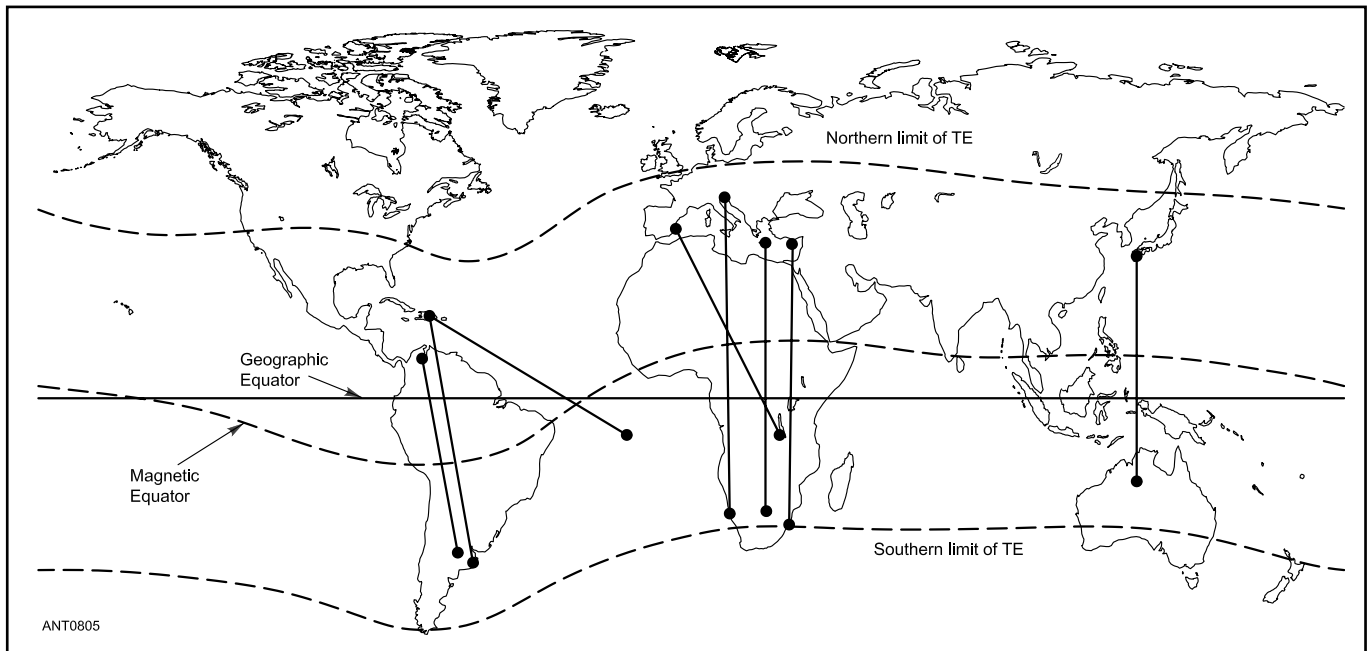 Northern limit of TE
Geographic
Equator
Magnetic
Equator
Southern limit of TE
ANT0805